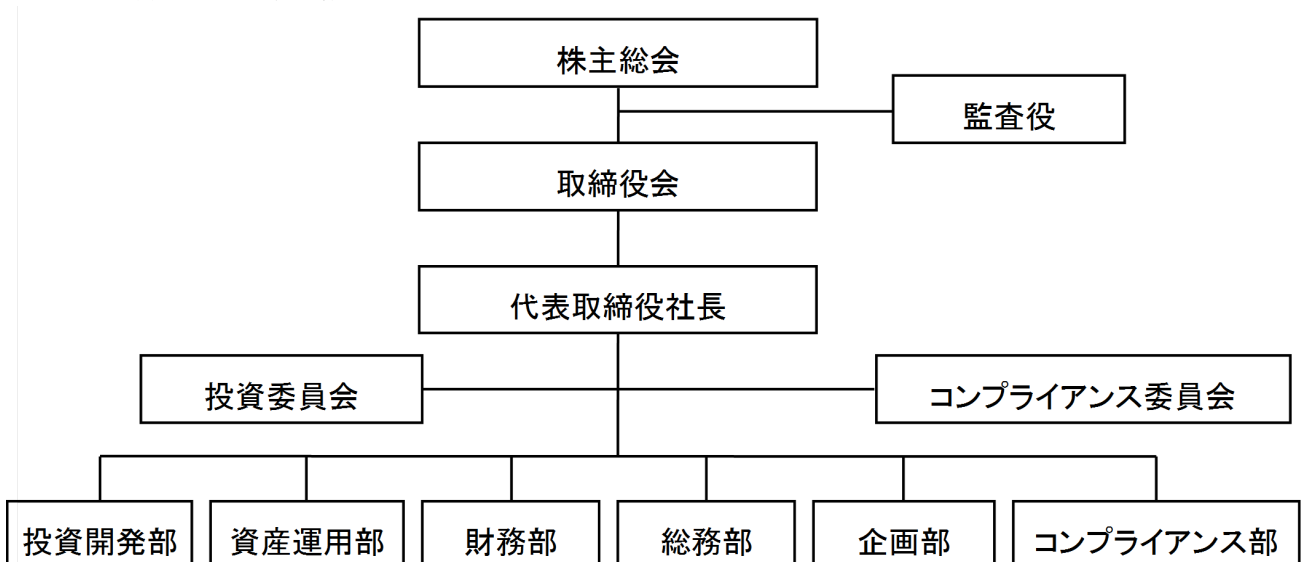 株主総会
監査役
取締役会
代表取締役社長
投資委員会
コンプライアンス委員会
投資開発部
資産運用部
財務部
総務部
企画部
コンプライアンス部